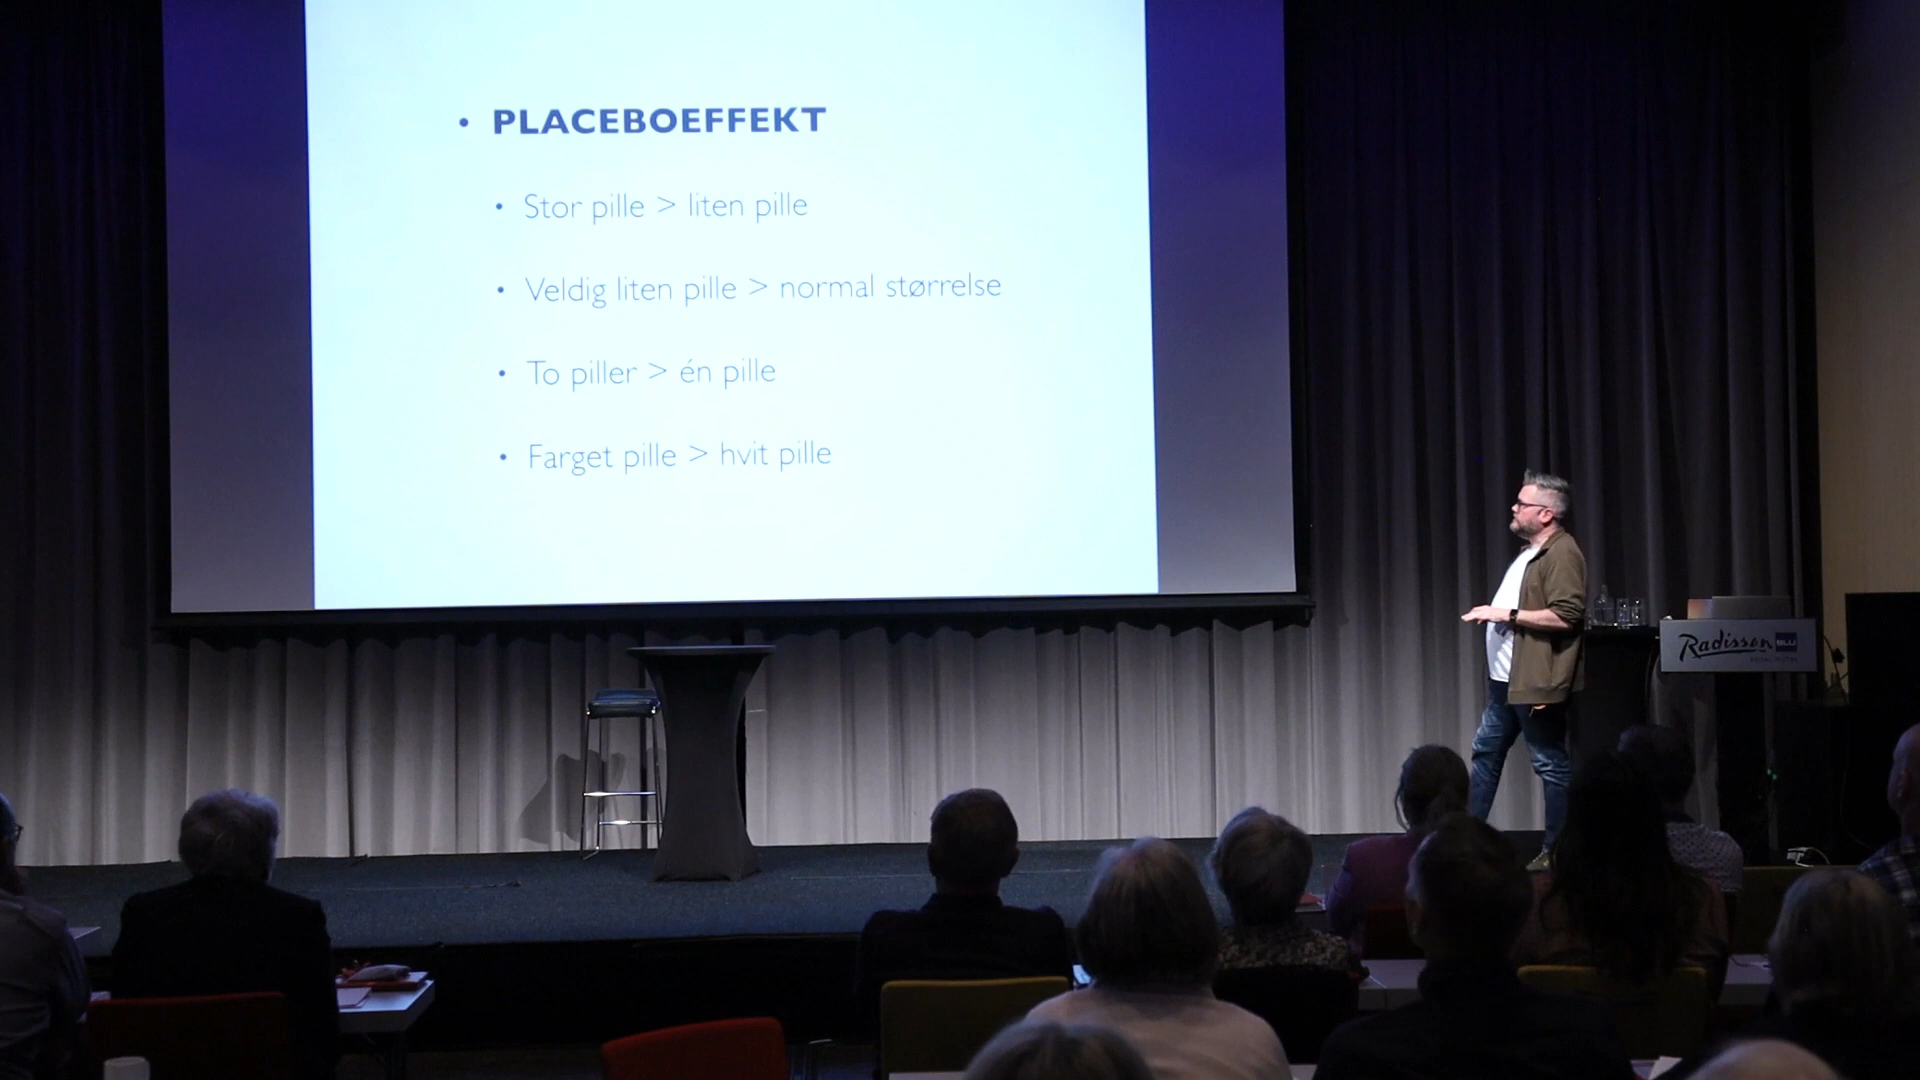 • PLACEBOEFFEKT
• Stor pille > liten pille
• Veldig liten pille > normal størrelse
• To piller > én pille
• Farget pille > hvit pille
Radisson BLU